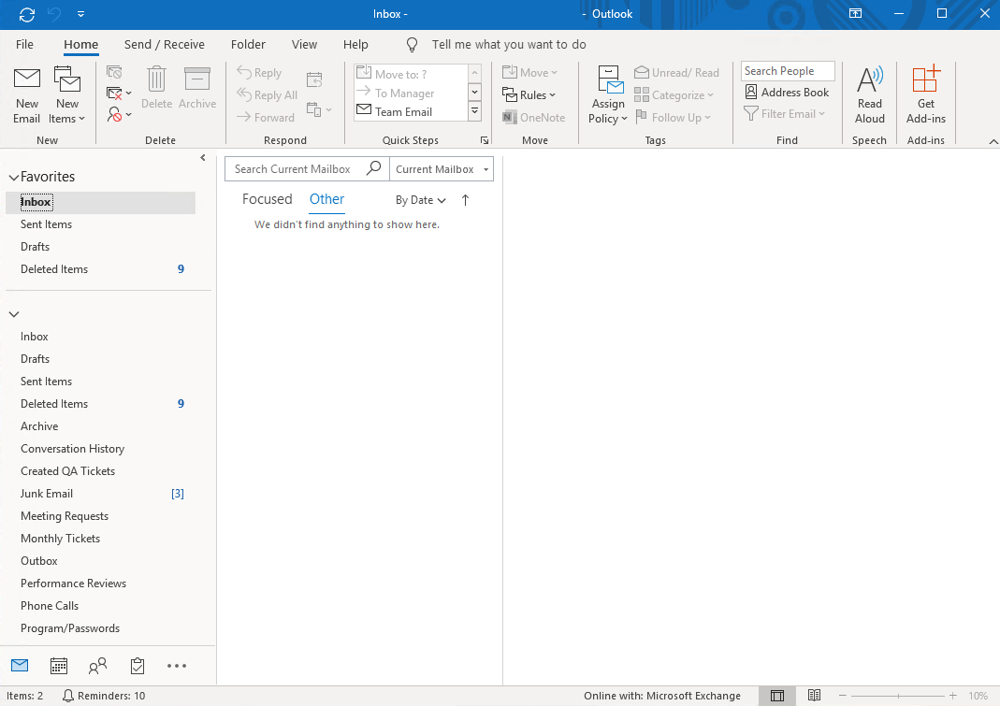 Inbox -
- Outlook
File Home Send / Receive Folder View Help Tell me what you want to do
New Email
New Items
Delete
Archive
Reply
Reply All
Forward
Move to: ?
To Manager
Team Email
Move
Rules
OneNote
Assign Policy
Unread/ Read
Categorize
Follow Up
Search People
Address Book
Filter Email
Read Aloud
Get Add-ins
New Delete Respond Quick Steps Move Tags Find Speech Add-ins
Favorites
Inbox
Sent Items
Drafts
Deleted Items 9
Inbox
Drafts
Sent Items
Deleted Items 9
Archive
Conversation History
Created QA Tickets
Junk Email [3]
Meeting Requests
Monthly Tickets
Outbox
Performance Reviews
Phone Calls
Program/Passwords
Search Current Mailbox Current Mailbox
Focused Other By Date
We didn't find anything to show here.
Items: 2 Reminders: 10 Online with: Microsoft Exchange 10%